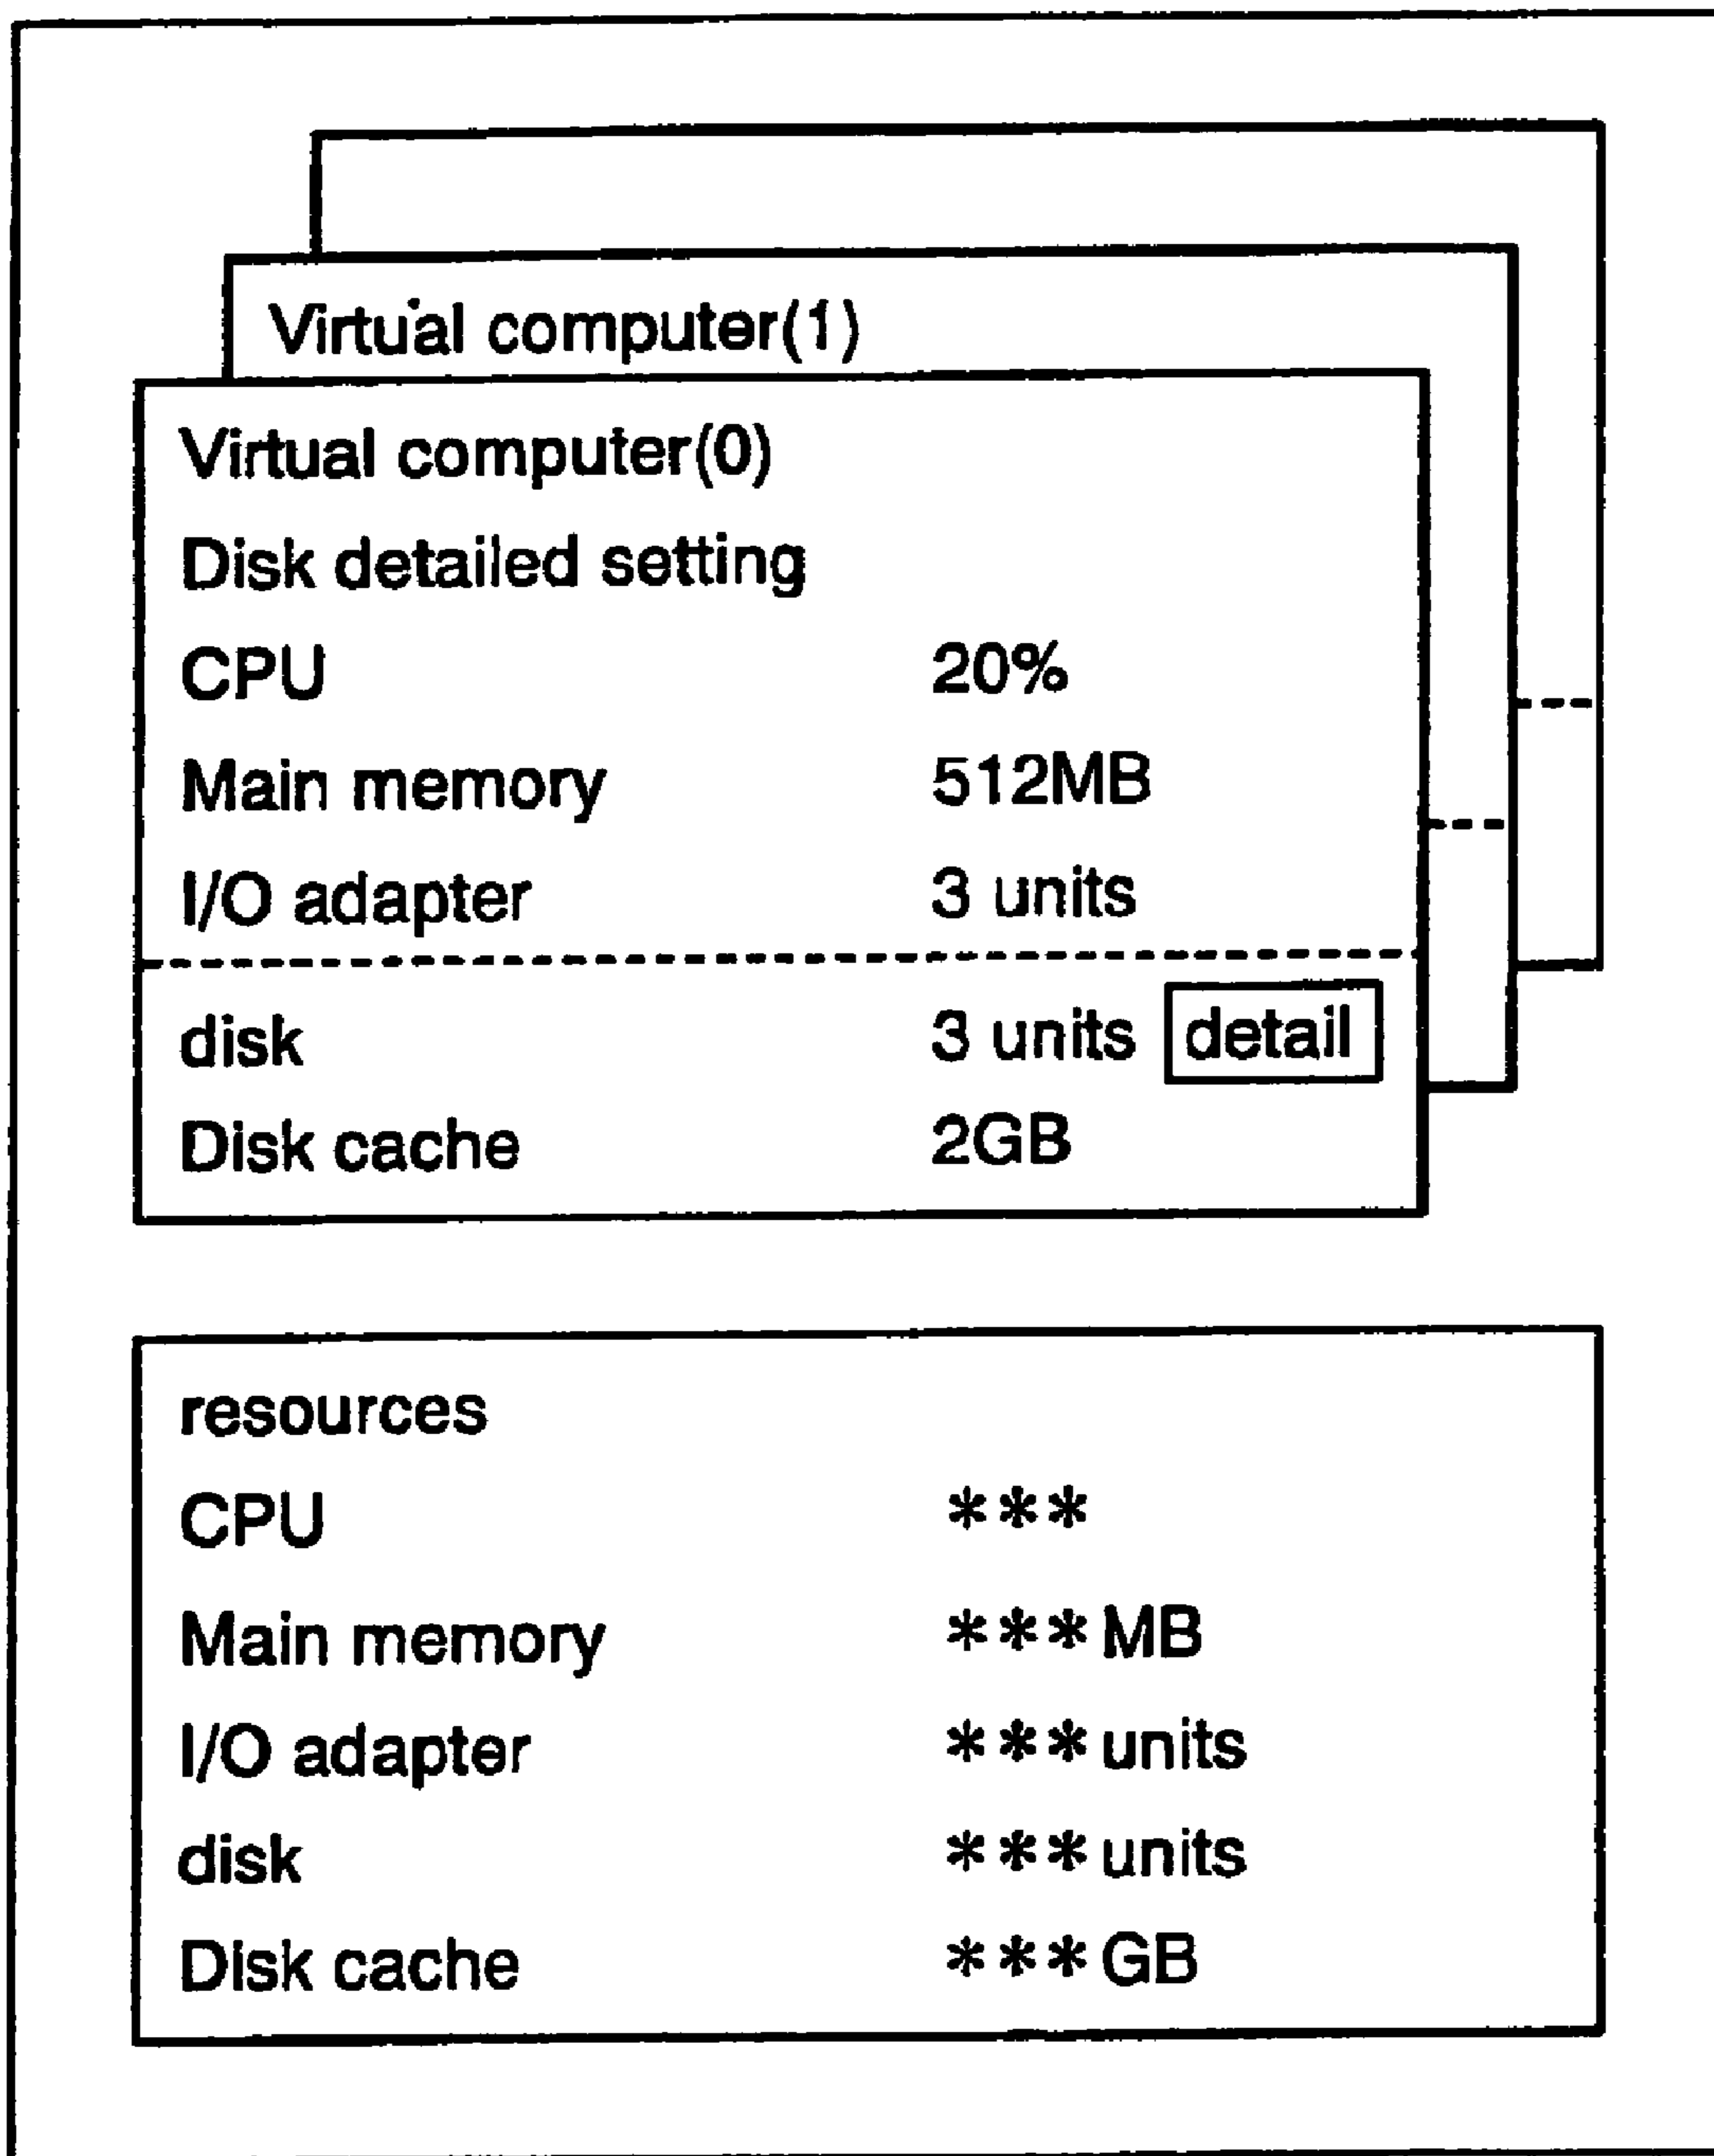 Virtual computer(1)
Virtual computer(0)
Disk detailed setting
CPU 20%
Main memory 512MB
I/O adapter 3 units
disk 3 units detail
Disk cache 2GB
resources
CPU ***
Main memory ***MB
I/O adapter ***units
disk ***units
Disk cache ***GB